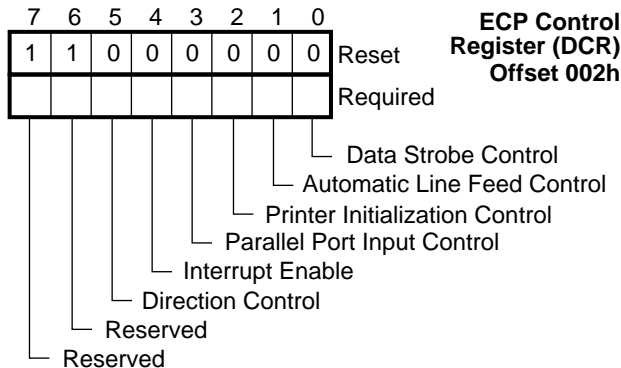 7 6 5 4 3 2 1 0
ECP Control
Register (DCR)
Offset 002h
1 1 0 0 0 0 0 0 Reset
Required
Data Strobe Control
Automatic Line Feed Control
Printer Initialization Control
Parallel Port Input Control
Interrupt Enable
Direction Control
Reserved
Reserved